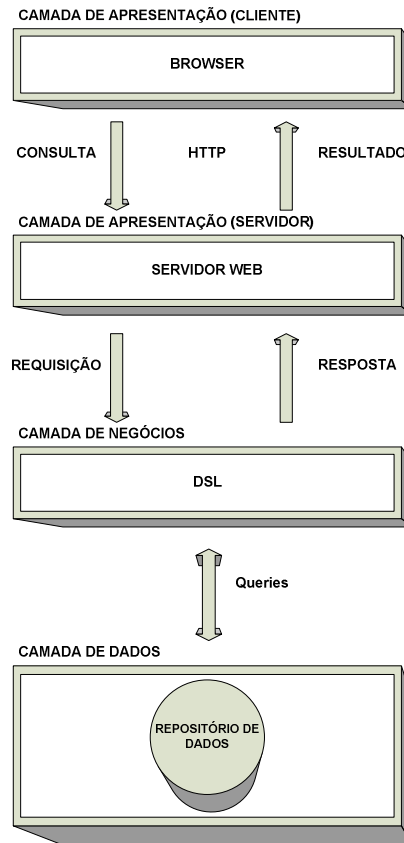 CAMADA DE APRESENTAÇÃO (CLIENTE)
BROWSER
CONSULTA HTTP RESULTADO
CAMADA DE APRESENTAÇÃO (SERVIDOR)
SERVIDOR WEB
REQUISIÇÃO RESPOSTA
CAMADA DE NEGÓCIOS
DSL
Queries
CAMADA DE DADOS
REPOSITÓRIO DE
DADOS